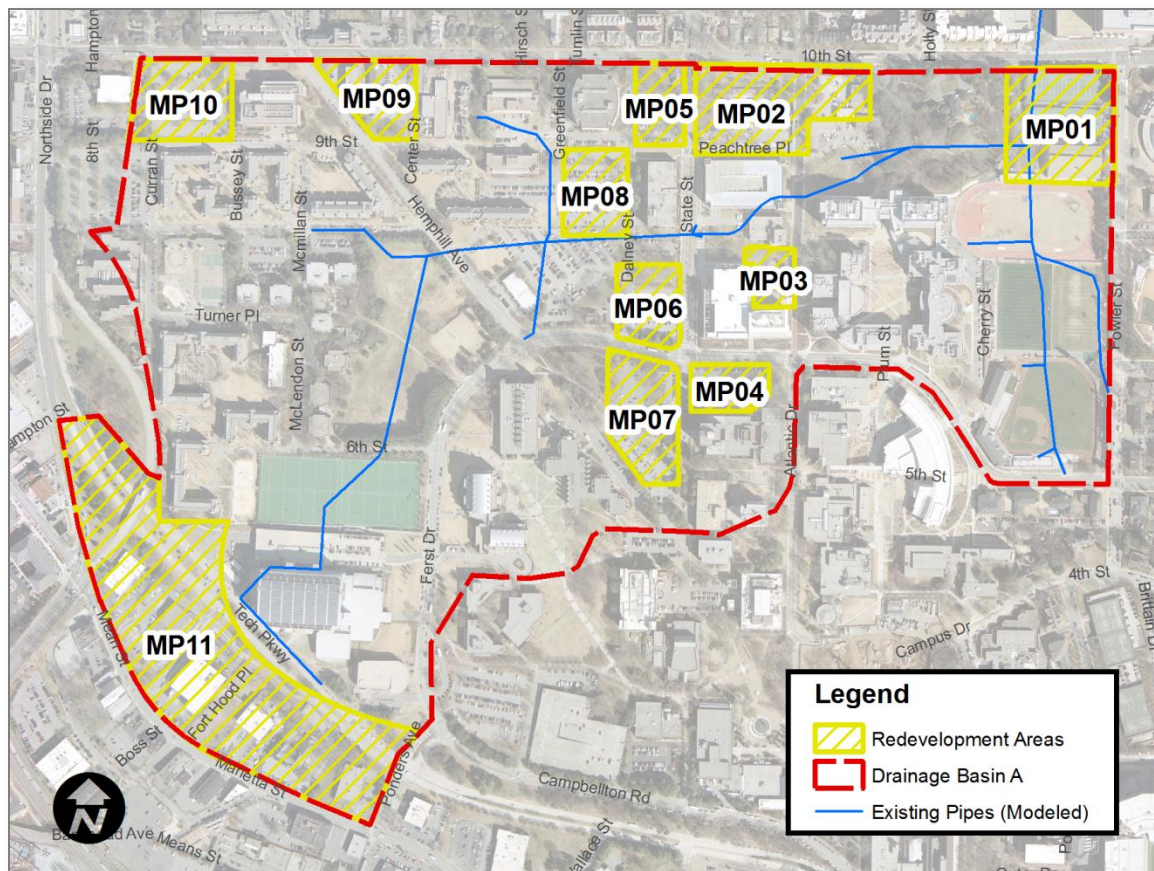 Northside Dr
Hampton
8th St
Curran St
Bussey St
Mcmillan St
9th St
Center St
Hemphill Ave
Hirsch S
Tumlin S
Greenfield St
Dalney St
State St
Peachtree Pl
10th St
Holly St
MP10
MP09
MP05
MP02
MP01
MP08
MP06
MP03
MP04
MP07
MP11
Turner Pl
McLendon St
6th St
Cherry St
Fowler St
Plum St
Atlantic Dr
5th St
4th St
Brittain Dr
Campus Dr
Ferst Dr
Tech Pkwy
ampton St
Mean St
Fort Hood Pl
Boss St
Marietta St
Ponders Ave
Campbellton Rd
Means St
Wallace St
N
Legend
Redevelopment Areas
Drainage Basin A
Existing Pipes (Modeled)